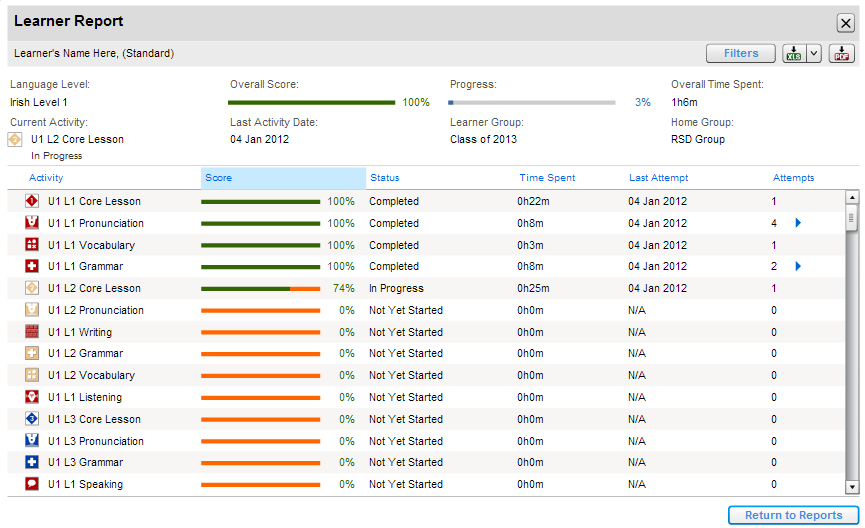 Learner Report
Learner's Name Here, (Standard)
Filters
XLS
PDF
Language Level: Overall Score: Progress: Overall Time Spent:
Irish Level 1 100% 3% 1h6m
Current Activity: Last Activity Date: Learner Group: Home Group:
2 U1 L2 Core Lesson 04 Jan 2012 Class of 2013 RSD Group
In Progress
Activity Score Status Time Spent Last Attempt Attempts
1 U1 L1 Core Lesson 100% Completed 0h22m 04 Jan 2012 1
U1 L1 Pronunciation 100% Completed 0h8m 04 Jan 2012 4
U1 L1 Vocabulary 100% Completed 0h3m 04 Jan 2012 1
U1 L1 Grammar 100% Completed 0h8m 04 Jan 2012 2
2 U1 L2 Core Lesson 74% In Progress 0h25m 04 Jan 2012 1
U1 L2 Pronunciation 0% Not Yet Started 0h0m N/A 0
U1 L1 Writing 0% Not Yet Started 0h0m N/A 0
U1 L2 Grammar 0% Not Yet Started 0h0m N/A 0
U1 L2 Vocabulary 0% Not Yet Started 0h0m N/A 0
U1 L1 Listening 0% Not Yet Started 0h0m N/A 0
3 U1 L3 Core Lesson 0% Not Yet Started 0h0m N/A 0
U1 L3 Pronunciation 0% Not Yet Started 0h0m N/A 0
U1 L3 Grammar 0% Not Yet Started 0h0m N/A 0
U1 L1 Speaking 0% Not Yet Started 0h0m N/A 0
Return to Reports